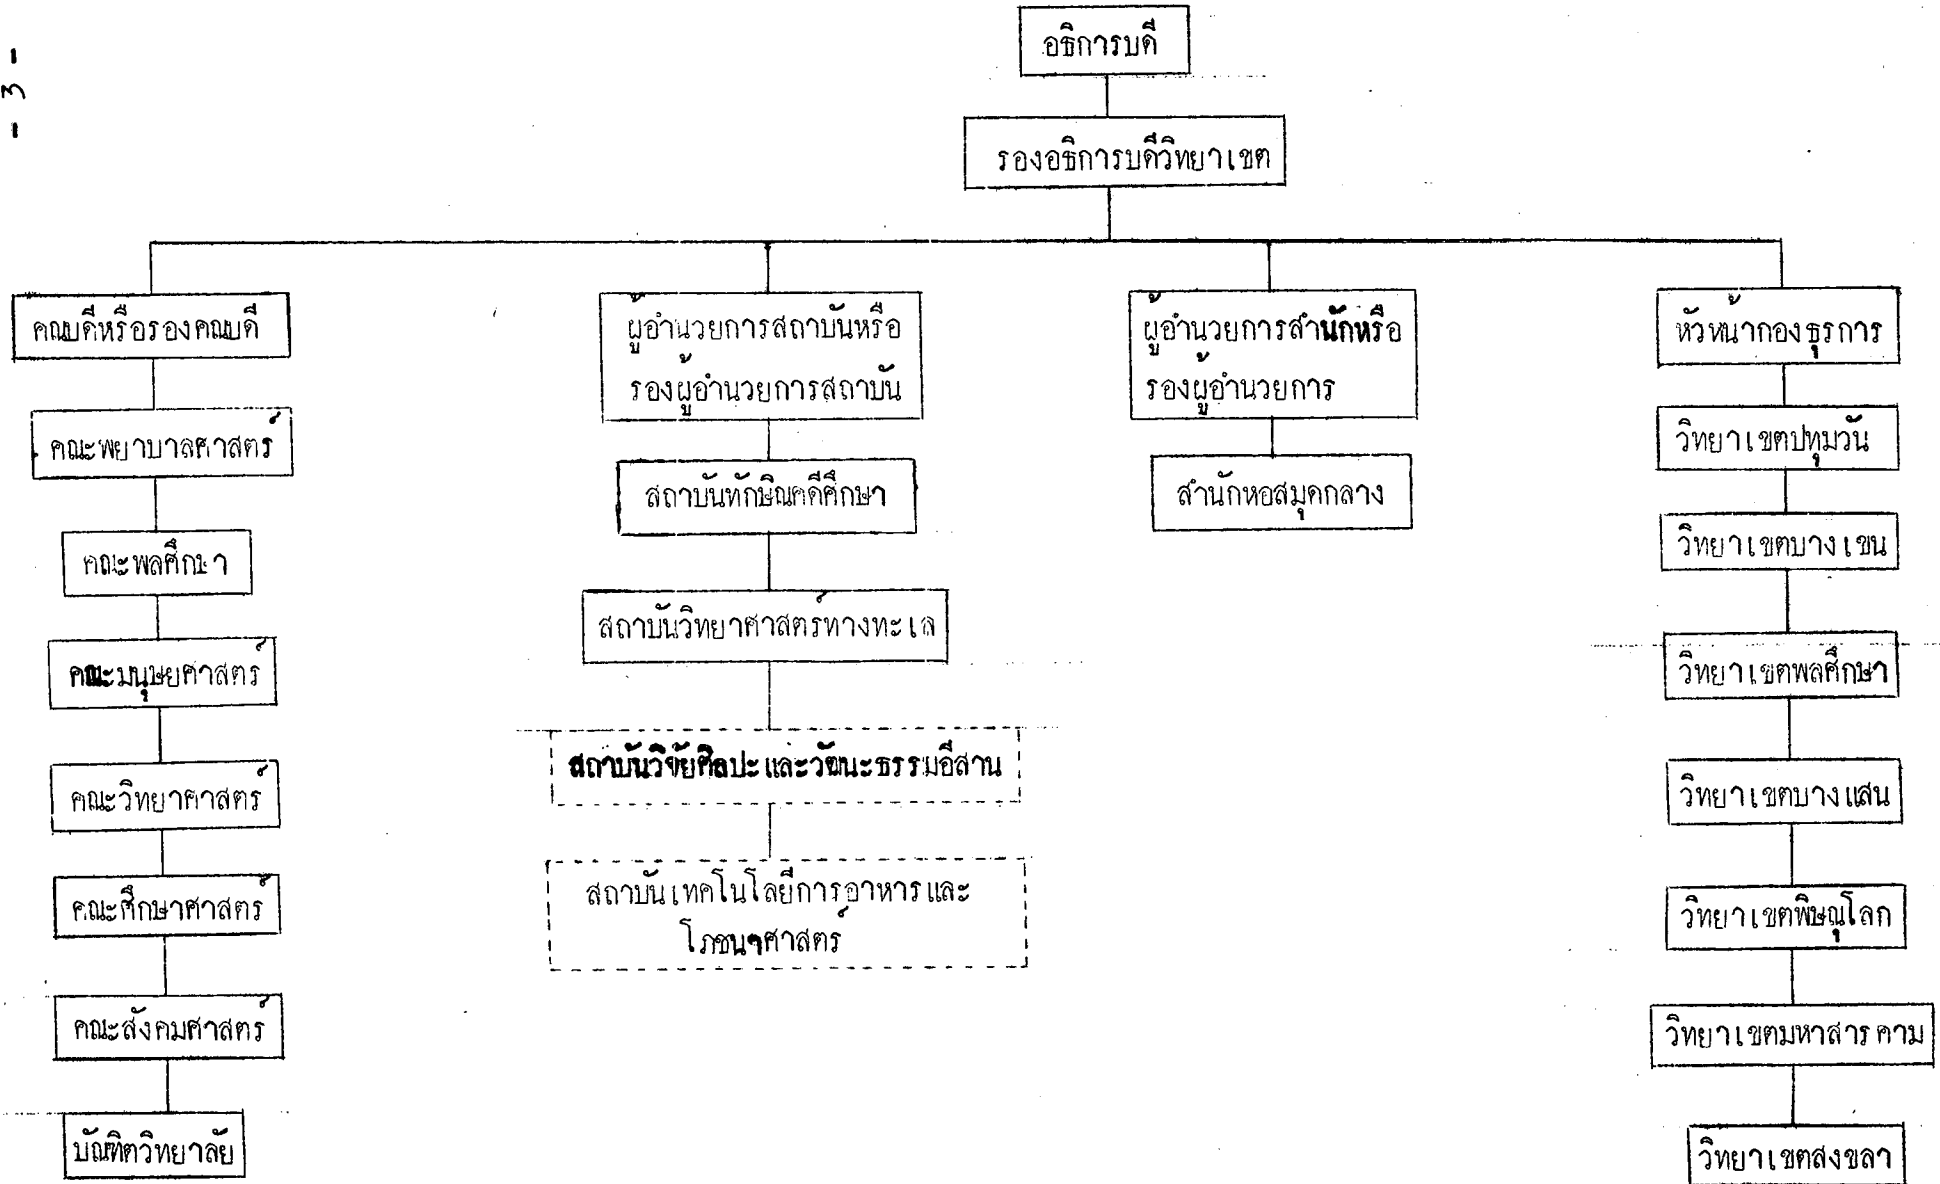 - 3 -
อธิการบดี
รองอธิการบดีวิทยาเขต
คณบดีหรือรองคณบดี
คณะพยาบาลศาสตร์
คณะพลศึกษา
คณะมนุษยศาสตร์
คณะวิทยาศาสตร์
คณะศึกษาศาสตร์
คณะสังคมศาสตร์
บัณฑิตวิทยาลัย
ผู้อำนวยการสถาบันหรือ
รองผู้อำนวยการสถาบัน
สถาบันทักษิณคดีศึกษา
สถาบันวิทยาศาสตร์ทางทะเล
สถาบันวิจัยศิลปะและวัฒนะธรรมอีสาน
สถาบันเทคโนโลยีการอาหารและ
โภชนาศาสตร์
ผู้อำนวยการสำนักหรือ
รองผู้อำนวยการ
สำนักหอสมุดกลาง
หัวหน้ากองธุรการ
วิทยาเขตปทุมวัน
วิทยาเขตบางเขน
วิทยาเขตพลศึกษา
วิทยาเขตบางแสน
วิทยาเขตพิษณุโลก
วิทยาเขตมหาสารคาม
วิทยาเขตสงขลา